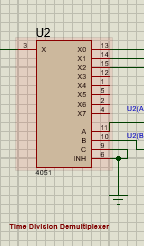 U2
3 X X0 13
X1 14
X2 15
X3 12
X4 1
X5 5
X6 2
X7 4
A 11
U2(A
B 10
U2(B
C 9
INH 6
4051
Time Division Demultiplexer